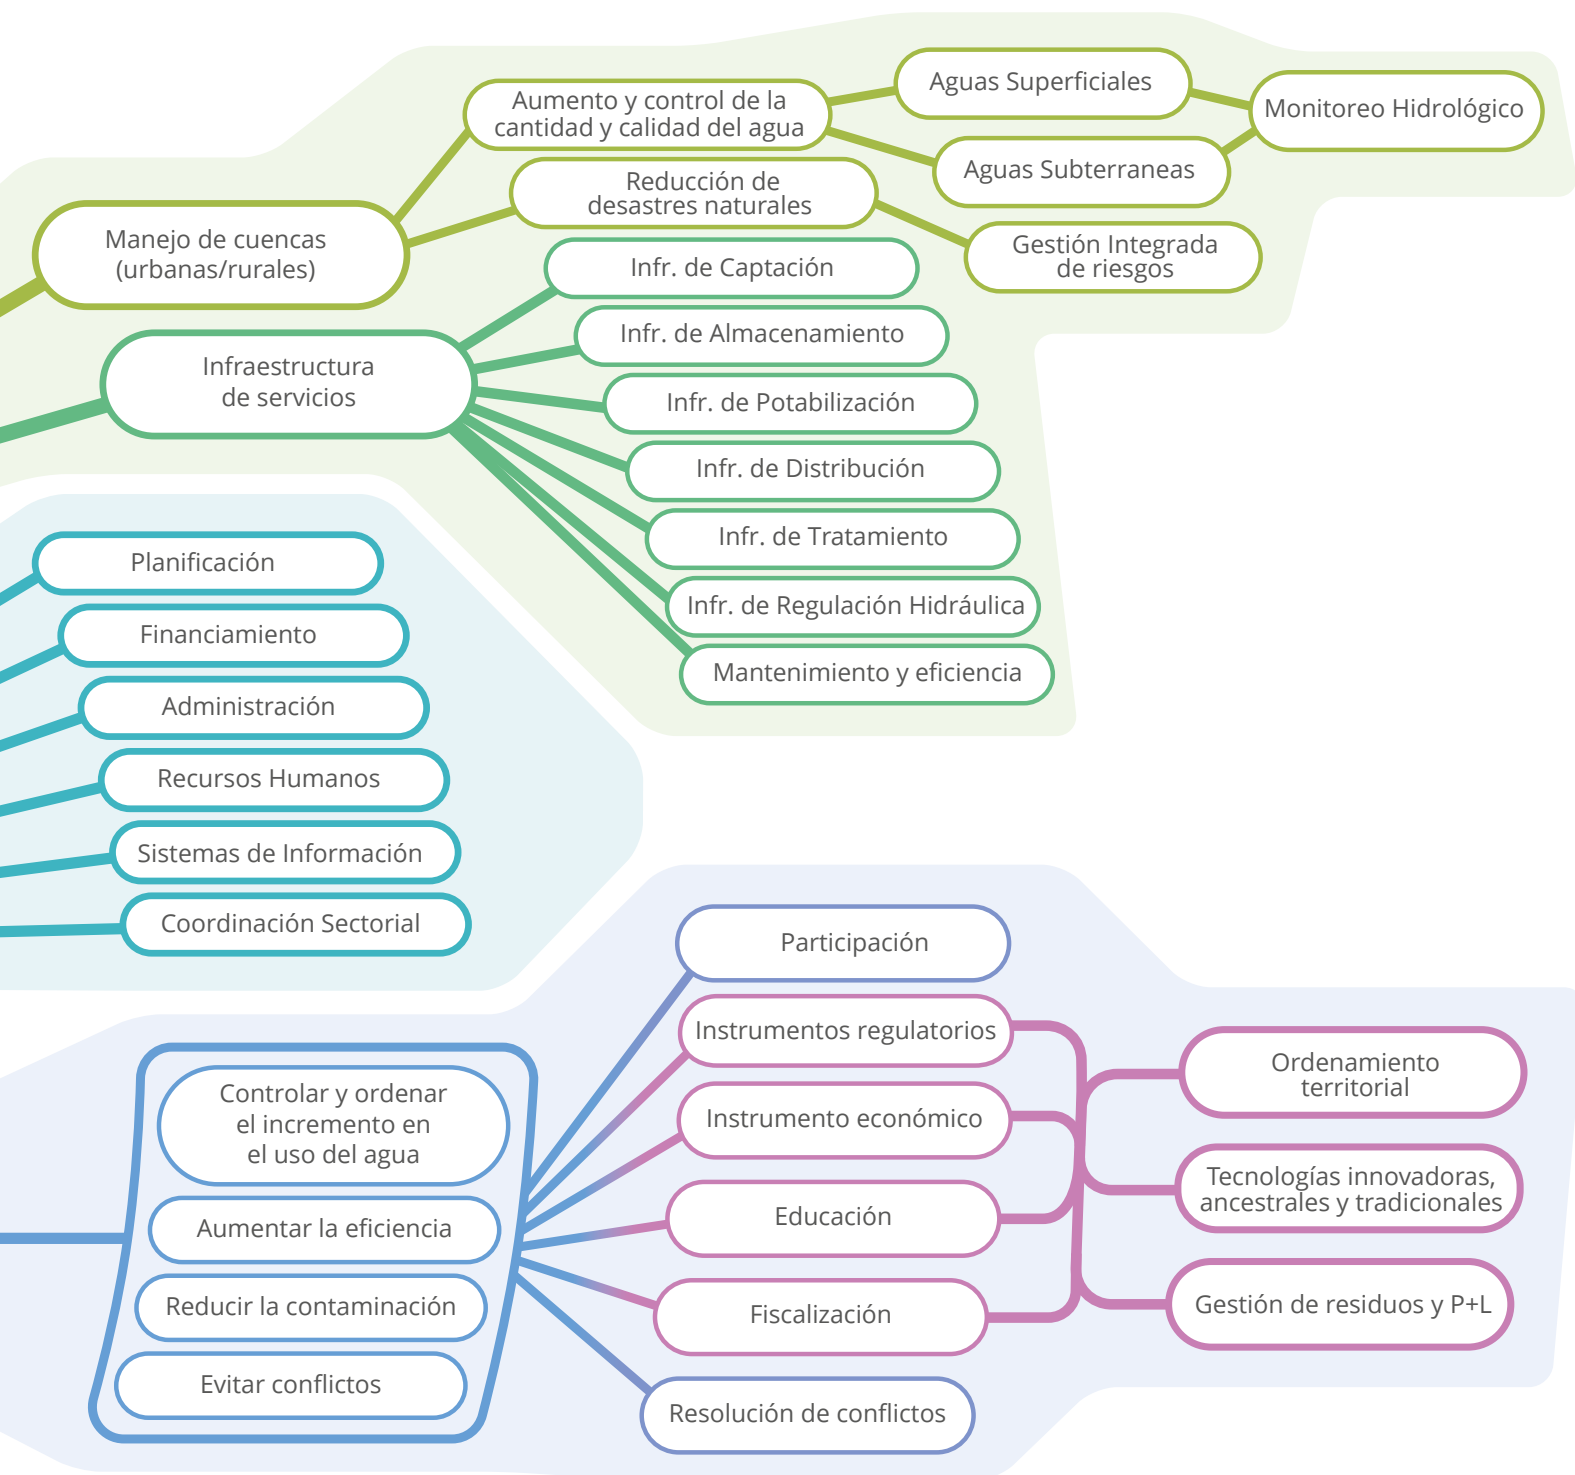 Aumento y control de la
cantidad y calidad del agua
Aguas Superficiales
Monitoreo Hidrológico
Aguas Subterraneas
Reducción de
desastres naturales
Gestión Integrada
de riesgos
Manejo de cuencas
(urbanas/rurales)
Infraestructura
de servicios
Infr. de Captación
Infr. de Almacenamiento
Infr. de Potabilización
Infr. de Distribución
Infr. de Tratamiento
Infr. de Regulación Hidráulica
Mantenimiento y eficiencia
Planificación
Financiamiento
Administración
Recursos Humanos
Sistemas de Información
Coordinación Sectorial
Controlar y ordenar
el incremento en
el uso del agua
Aumentar la eficiencia
Reducir la contaminación
Evitar conflictos
Participación
Instrumentos regulatorios
Instrumento económico
Educación
Fiscalización
Resolución de conflictos
Ordenamiento
territorial
Tecnologías innovadoras,
ancestrales y tradicionales
Gestión de residuos y P+L